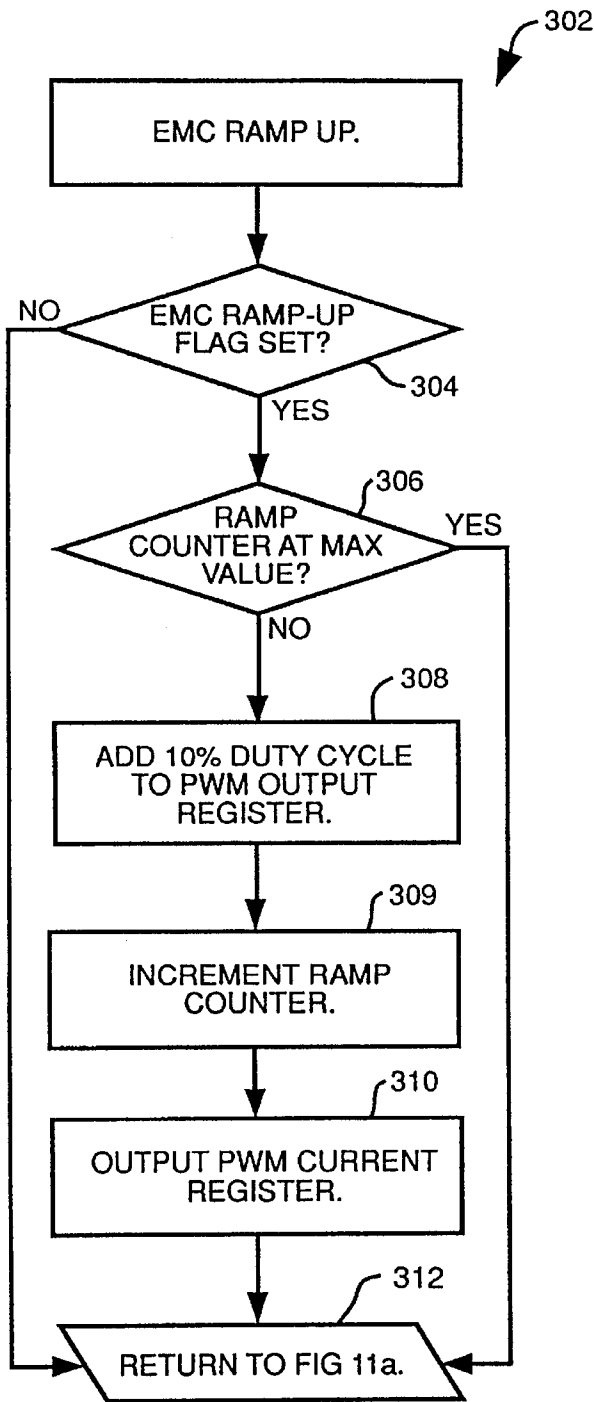 302
EMC RAMP UP.
NO
EMC RAMP-UP
FLAG SET?
304
YES
306
RAMP
COUNTER AT MAX
VALUE?
YES
NO
308
ADD 10% DUTY CYCLE
TO PWM OUTPUT
REGISTER.
309
INCREMENT RAMP
COUNTER.
310
OUTPUT PWM CURRENT
REGISTER.
312
RETURN TO FIG 11a.